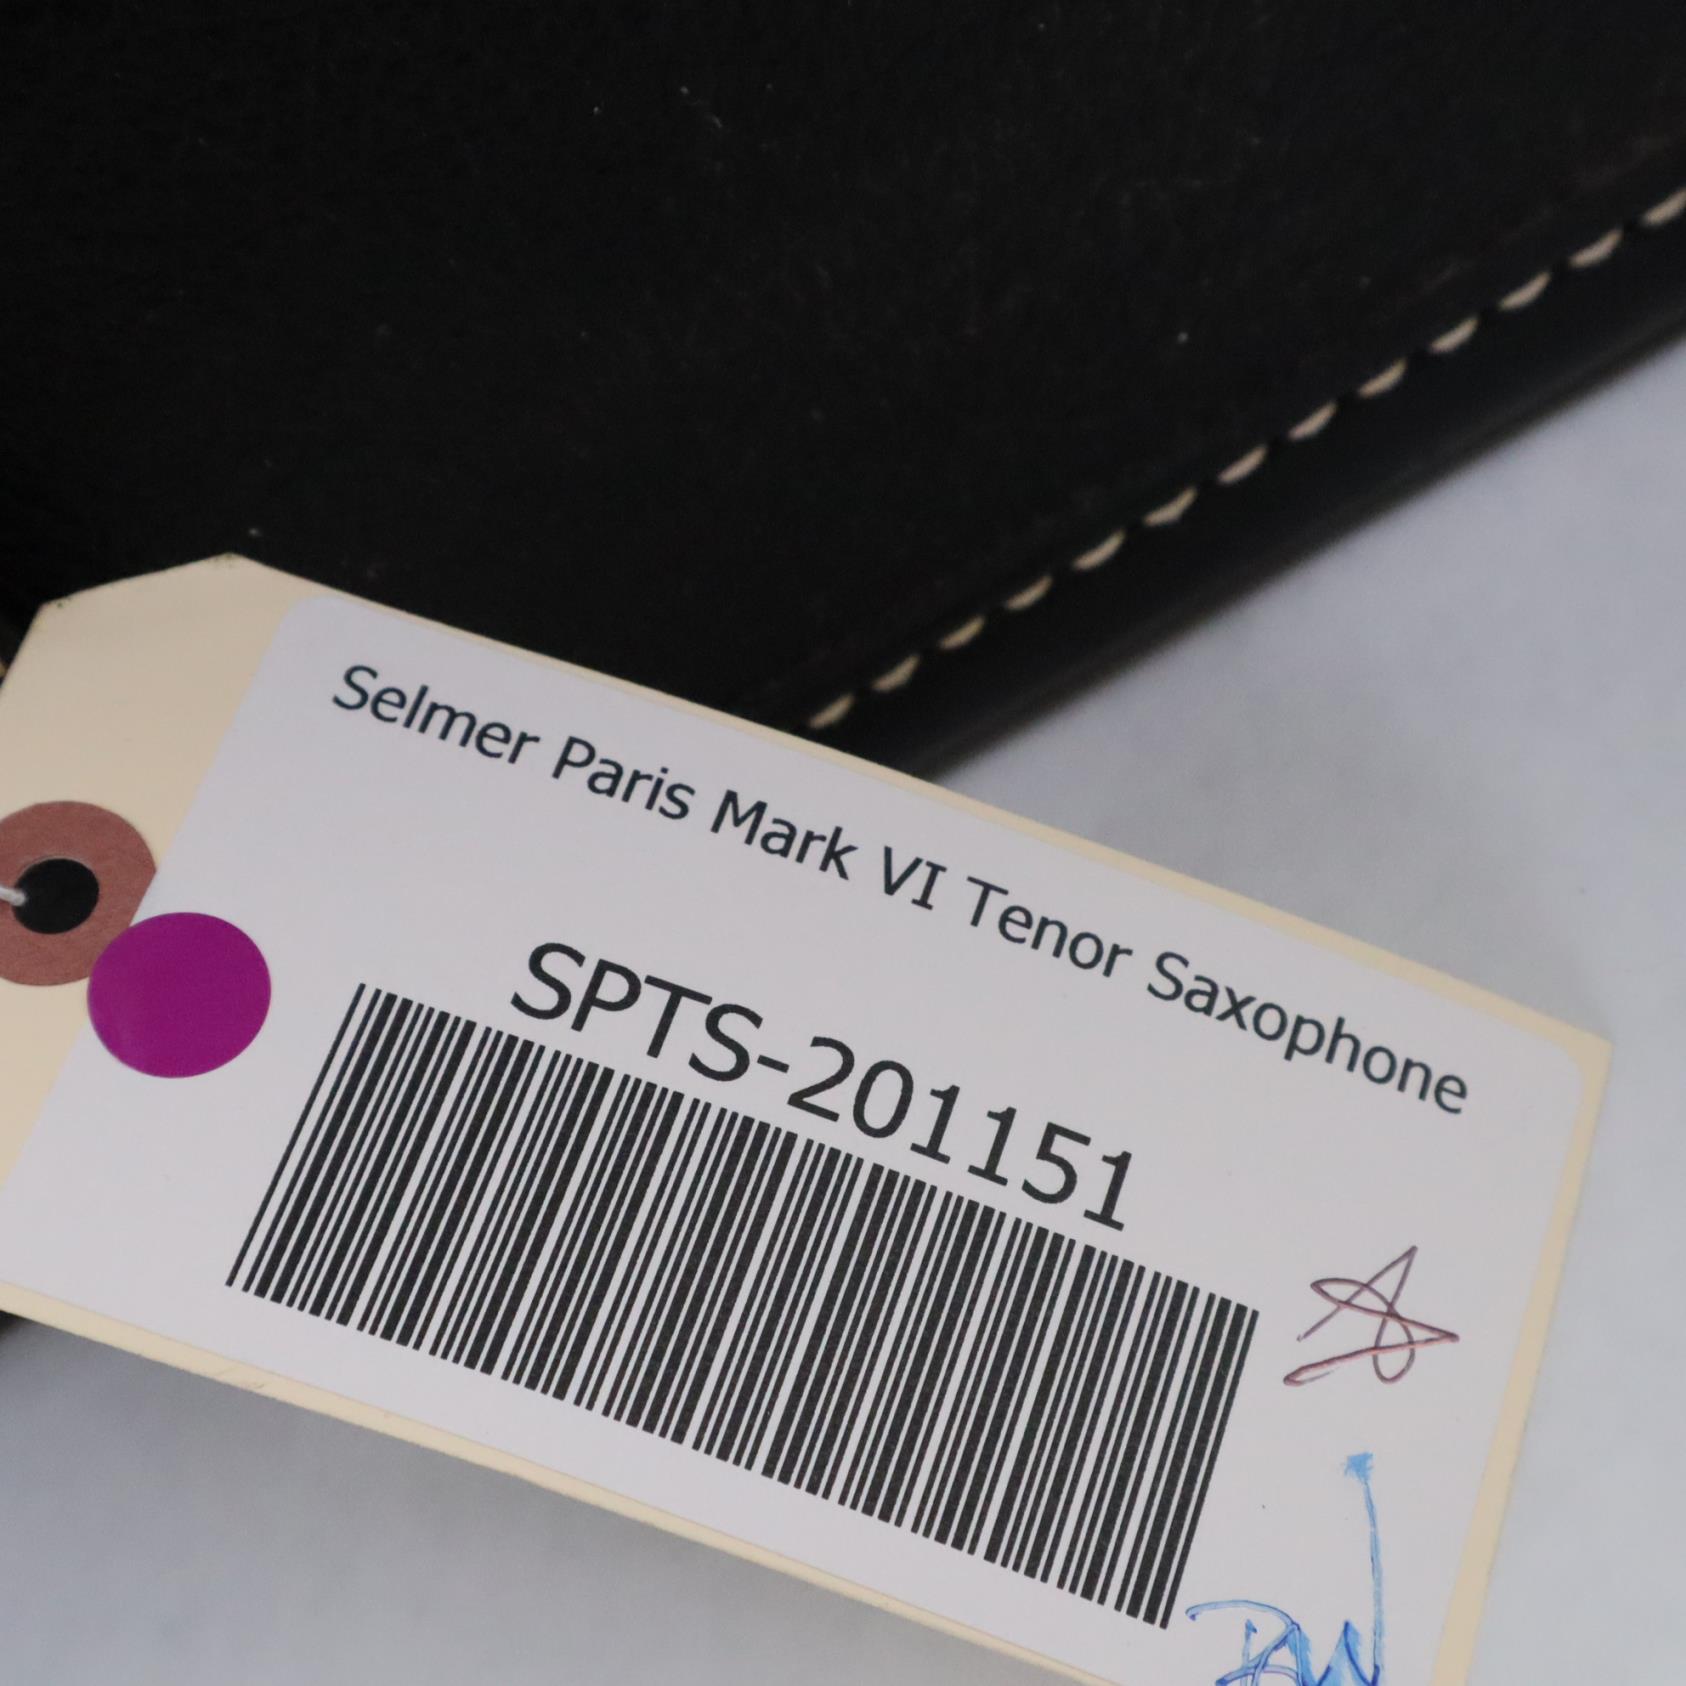 Selmer Paris Mark VI Tenor Saxophone
SPTS-201151